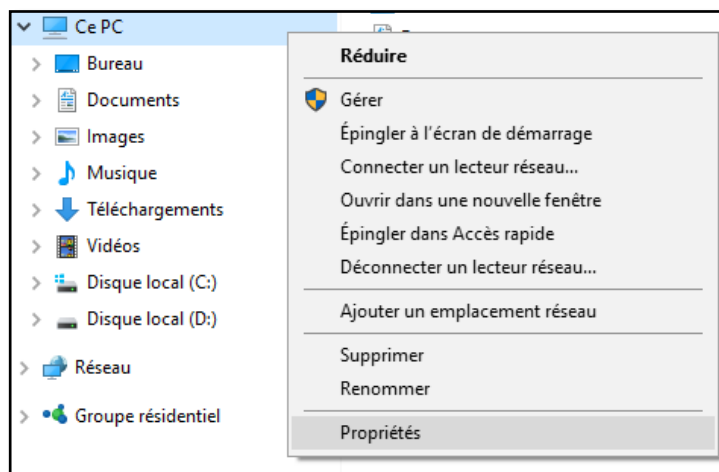 Ce PC
Bureau
Documents
Images
Musique
Téléchargements
Vidéos
Disque local (C:)
Disque local (D:)
Réseau
Groupe résidentiel
Réduire
Gérer
Épingler à l'écran de démarrage
Connecter un lecteur réseau...
Ouvrir dans une nouvelle fenêtre
Épingler dans Accès rapide
Déconnecter un lecteur réseau...
Ajouter un emplacement réseau
Supprimer
Renommer
Propriétés